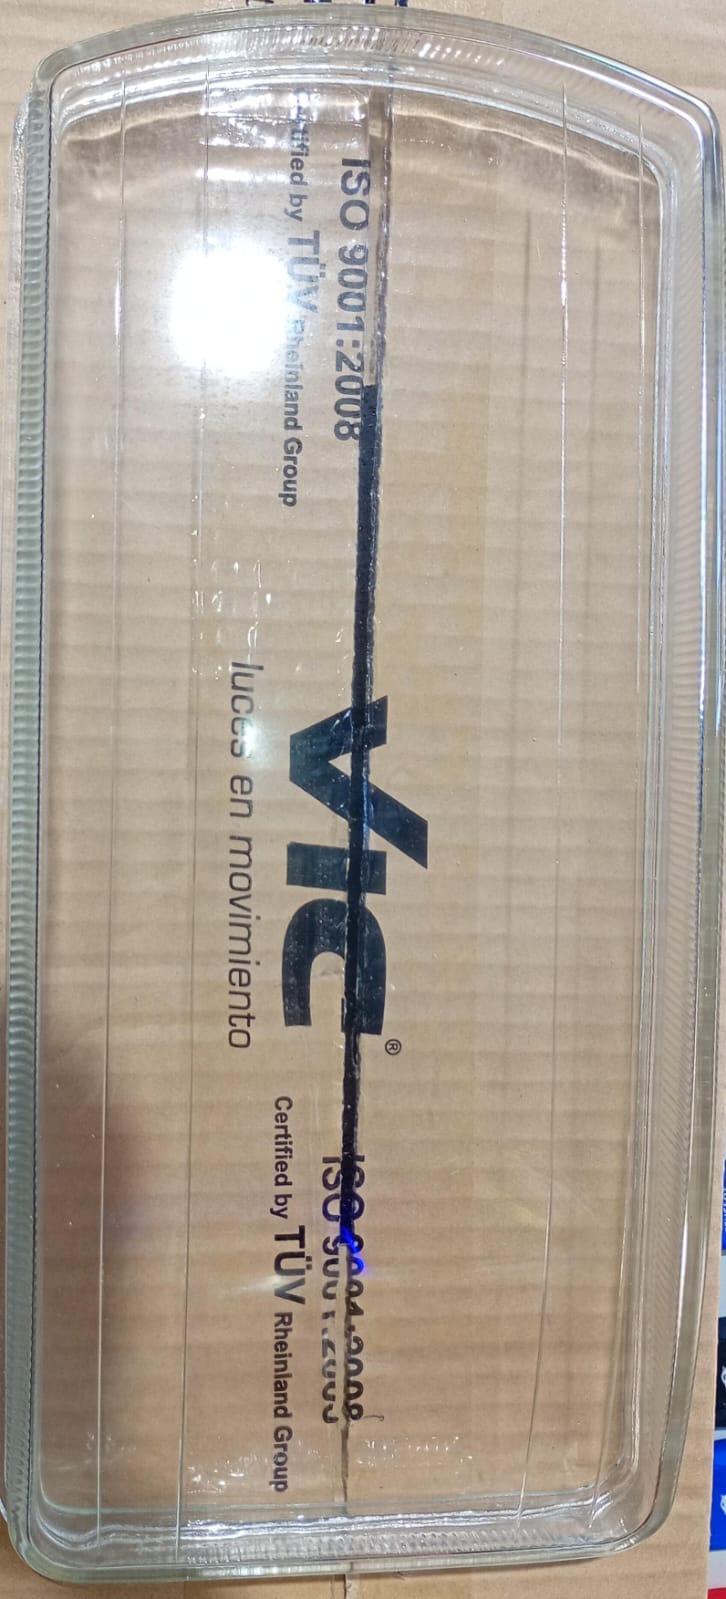 ISO 9001:2008
Certified by TÜV Rheinland Group
VIC®
luces en movimiento
ISO 9001:2008
Certified by TÜV Rheinland Group